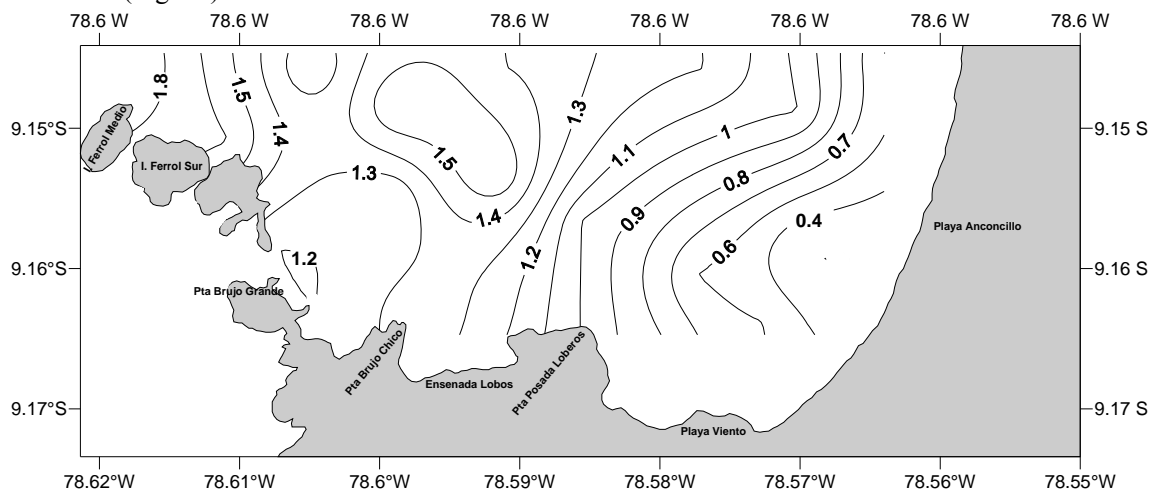 78.6 W 78.6 W 78.6 W 78.6 W 78.6 W 78.6 W 78.6 W 78.6 W
1.8
1.5
1.3
9.15°S
I Ferrol Medio
1.4
1
9.15 S
0.7
I. Ferrol Sur
1.5
1.1
1.3
0.8
1.4
0.9
0.4
Playa Anconcillo
1.2
1.2
0.6
9.16°S
9.16 S
Pta Brujo Grande
Pta Brujo Chico
Ensenada Lobos
Pta Posada Loberos
9.17°S
9.17 S
Playa Viento
78.62°W 78.61°W 78.6°W 78.59°W 78.58°W 78.57°W 78.56°W 78.55°W